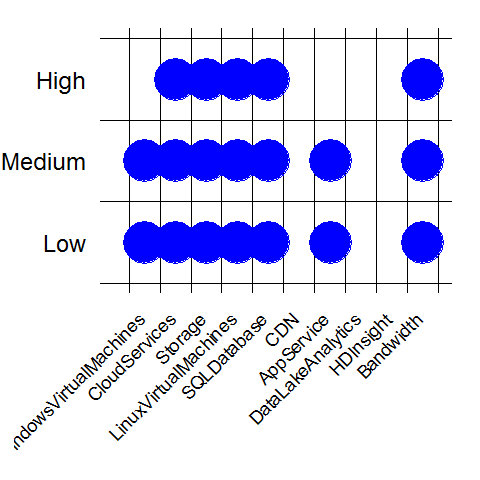 High
Medium
Low
ndowsVirtualMachines
CloudServices
Storage
LinuxVirtualMachines
SQLDatabase
CDN
AppService
DataLakeAnalytics
HDInsight
Bandwidth